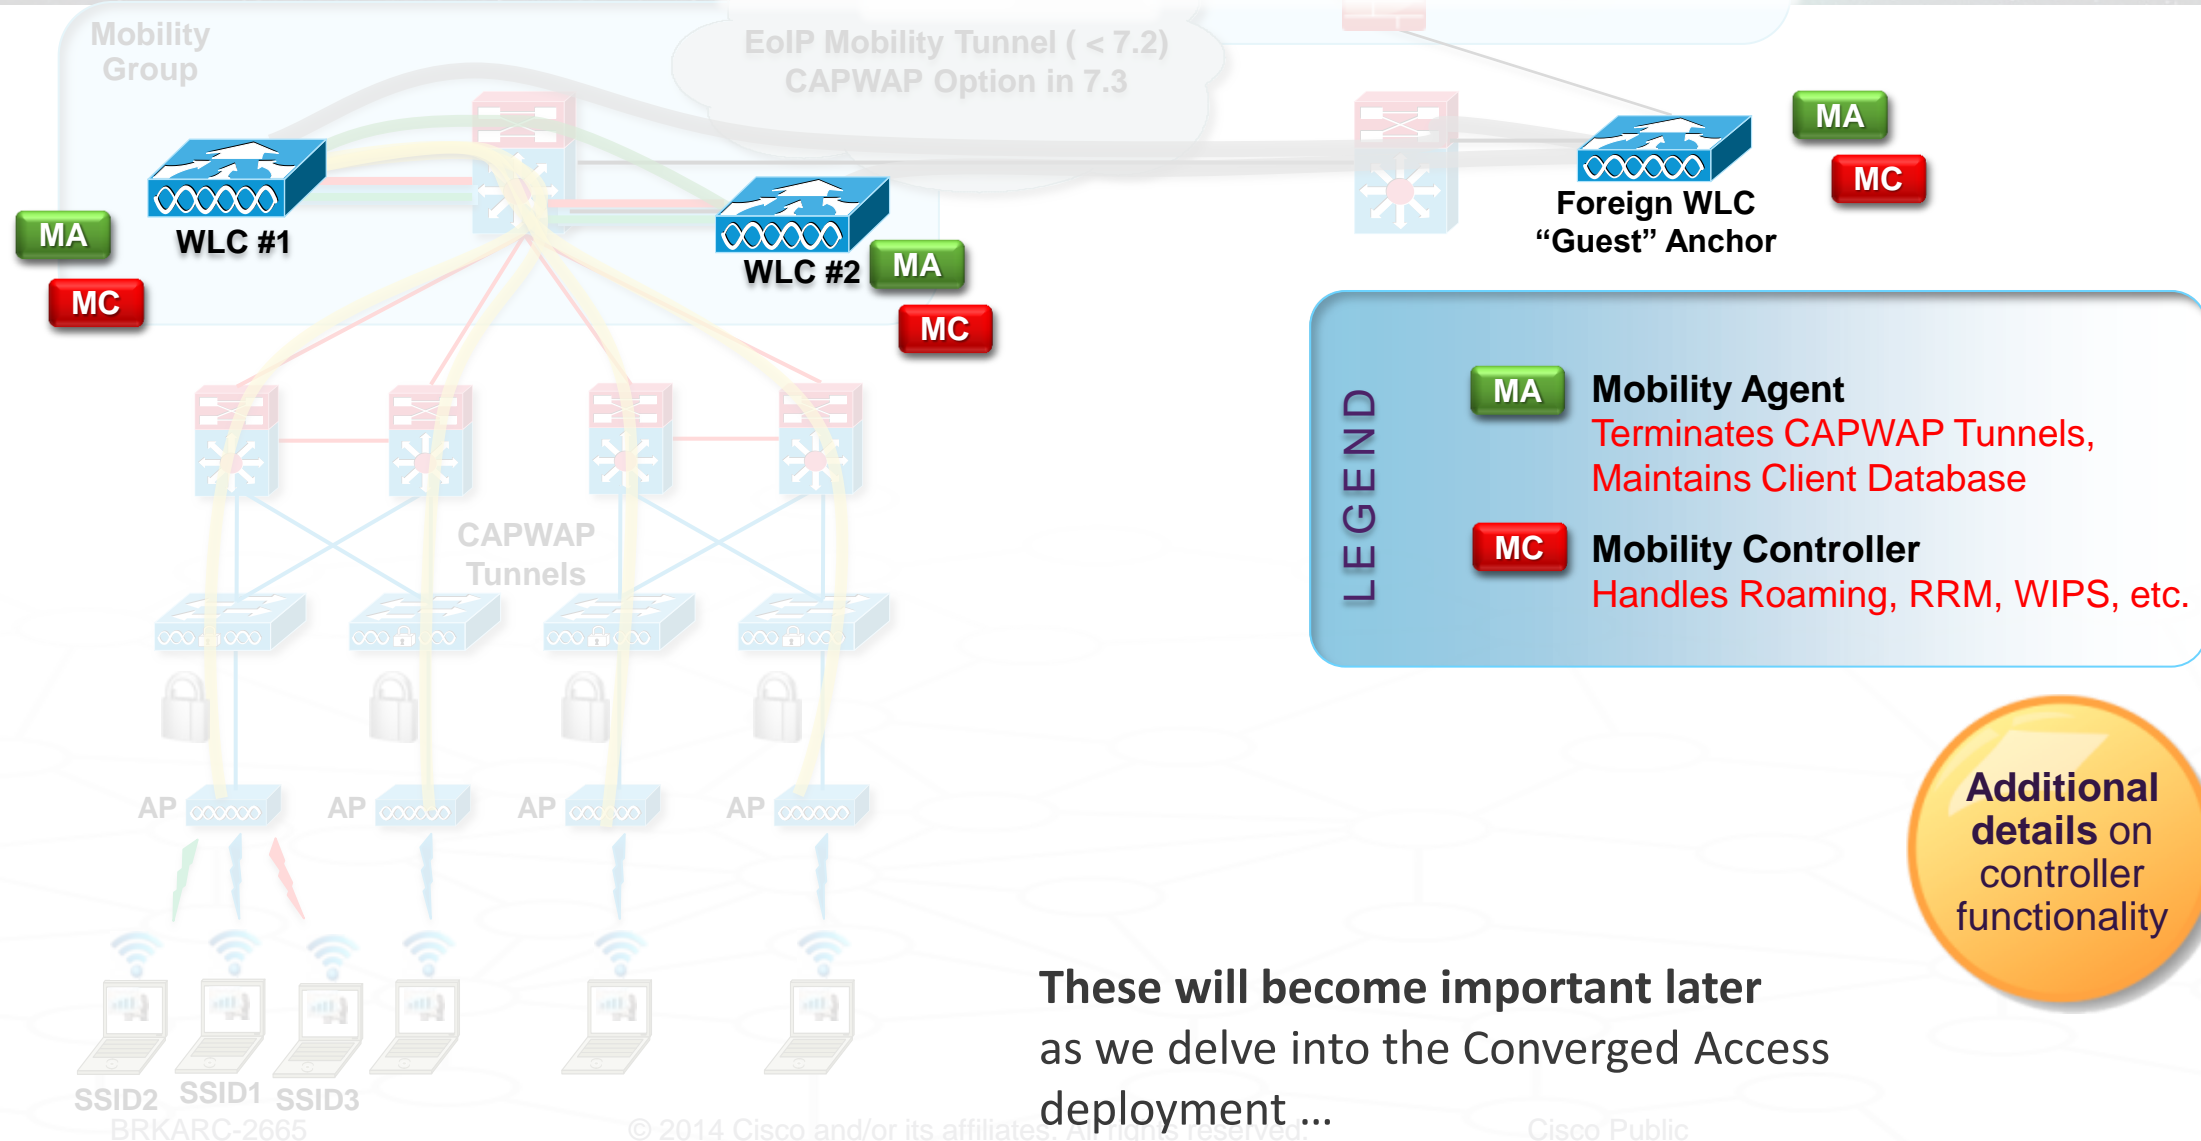 Mobility
Group
EoIP Mobility Tunnel ( < 7.2)
CAPWAP Option in 7.3
MA
MC
WLC #1
WLC #2
MA
MC
MA
MC
Foreign WLC
“Guest” Anchor
LEGEND
MA
Mobility Agent
Terminates CAPWAP Tunnels,
Maintains Client Database
MC
Mobility Controller
Handles Roaming, RRM, WIPS, etc.
CAPWAP
Tunnels
AP
AP
AP
AP
Additional
details on
controller
functionality
SSID2
SSID1
SSID3
These will become important later
as we delve into the Converged Access
deployment ...
BRKARC-2665
© 2014 Cisco and/or its affiliates. All rights reserved.
Cisco Public